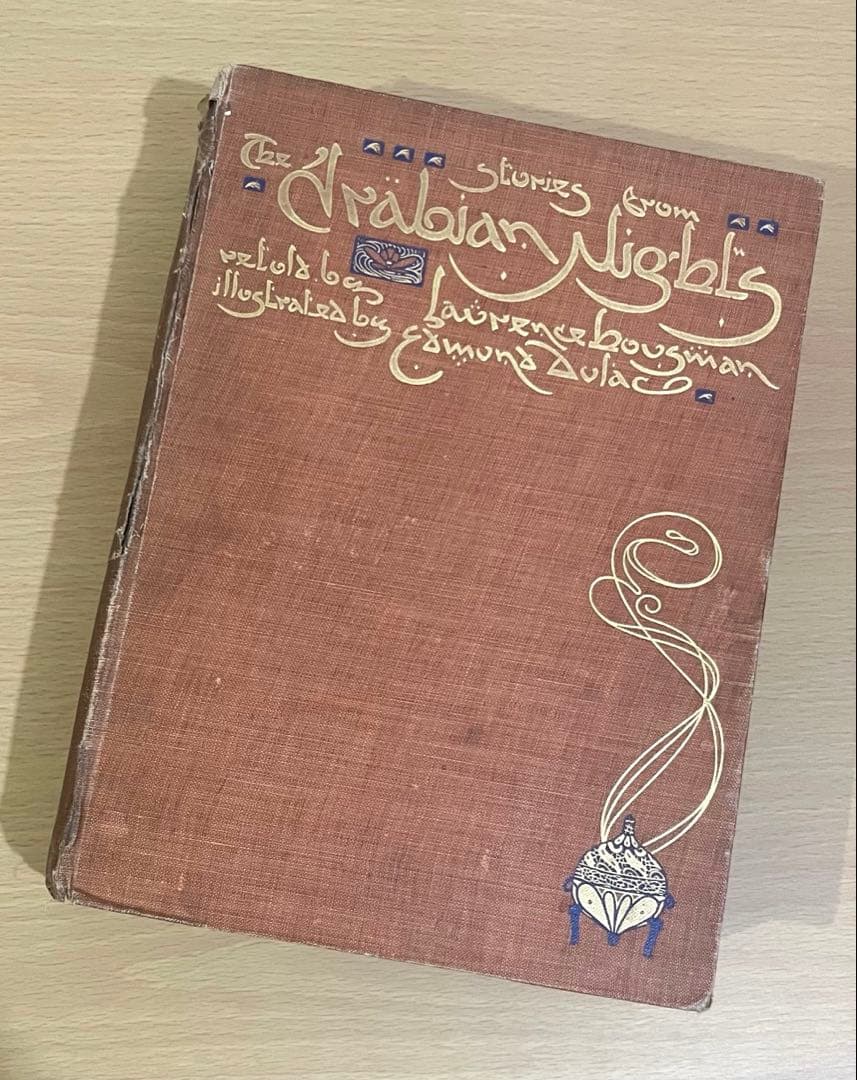 Stories from
The Arabian Nights
retold by Laurence Housman
illustrated by Edmund Dulac